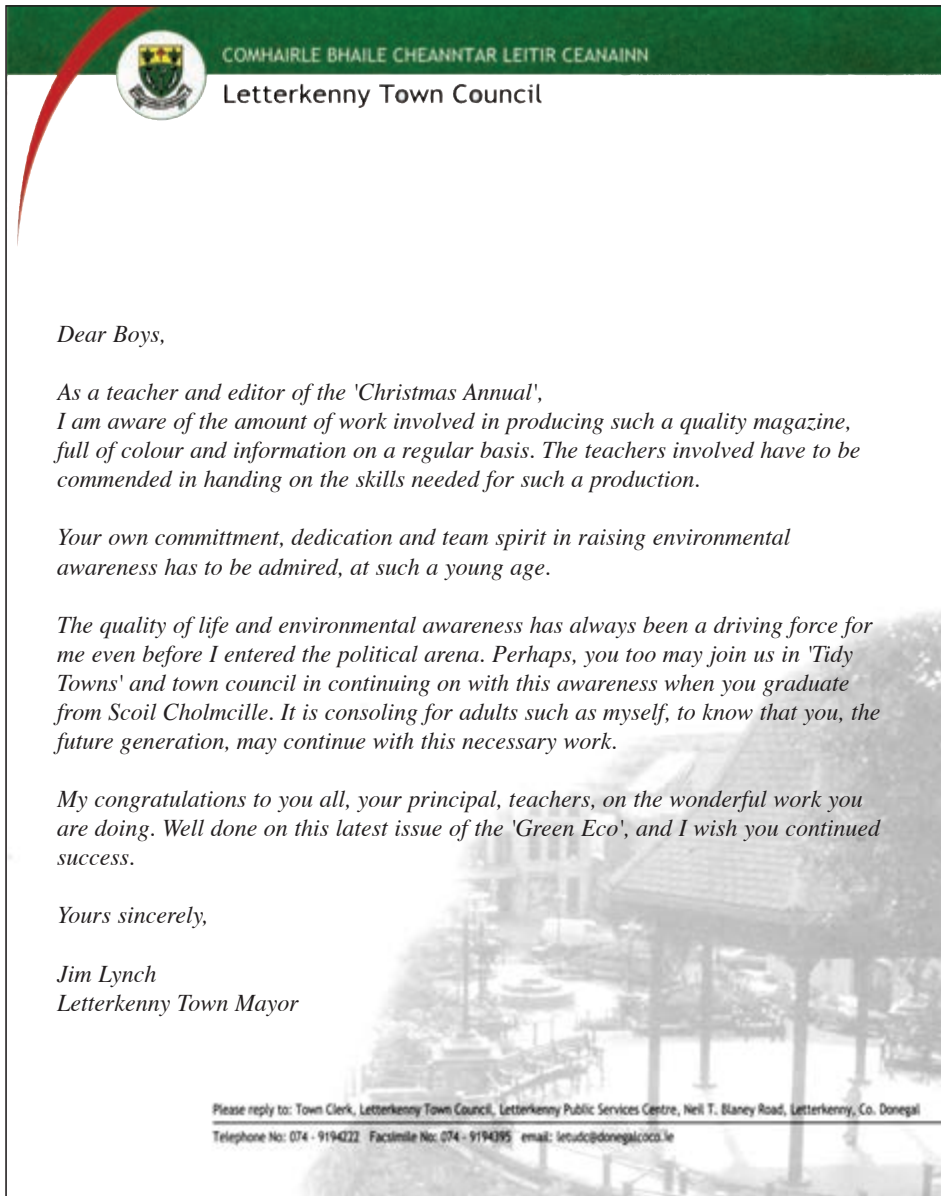 COMHAIRLE BHAILE CHEANNTAR LEITIR CEANAINN
Letterkenny Town Council
Dear Boys,
As a teacher and editor of the 'Christmas Annual',
I am aware of the amount of work involved in producing such a quality magazine,
full of colour and information on a regular basis. The teachers involved have to be
commended in handing on the skills needed for such a production.
Your own committment, dedication and team spirit in raising environmental
awareness has to be admired, at such a young age.
The quality of life and environmental awareness has always been a driving force for
me even before I entered the political arena. Perhaps, you too may join us in 'Tidy
Towns' and town council in continuing on with this awareness when you graduate
from Scoil Cholmcille. It is consoling for adults such as myself, to know that you, the
future generation, may continue with this necessary work.
My congratulations to you all, your principal, teachers, on the wonderful work you
are doing. Well done on this latest issue of the 'Green Eco', and I wish you continued
success.
Yours sincerely,
Jim Lynch
Letterkenny Town Mayor
Please reply to: Town Clerk, Letterkenny Town Council, Letterkenny Public Services Centre, Neil T. Blaney Road, Letterkenny, Co. Donegal
Telephone No: 074 - 9194222 Facsimile No: 074 - 9194395 email: letudc@donegalcoco.ie